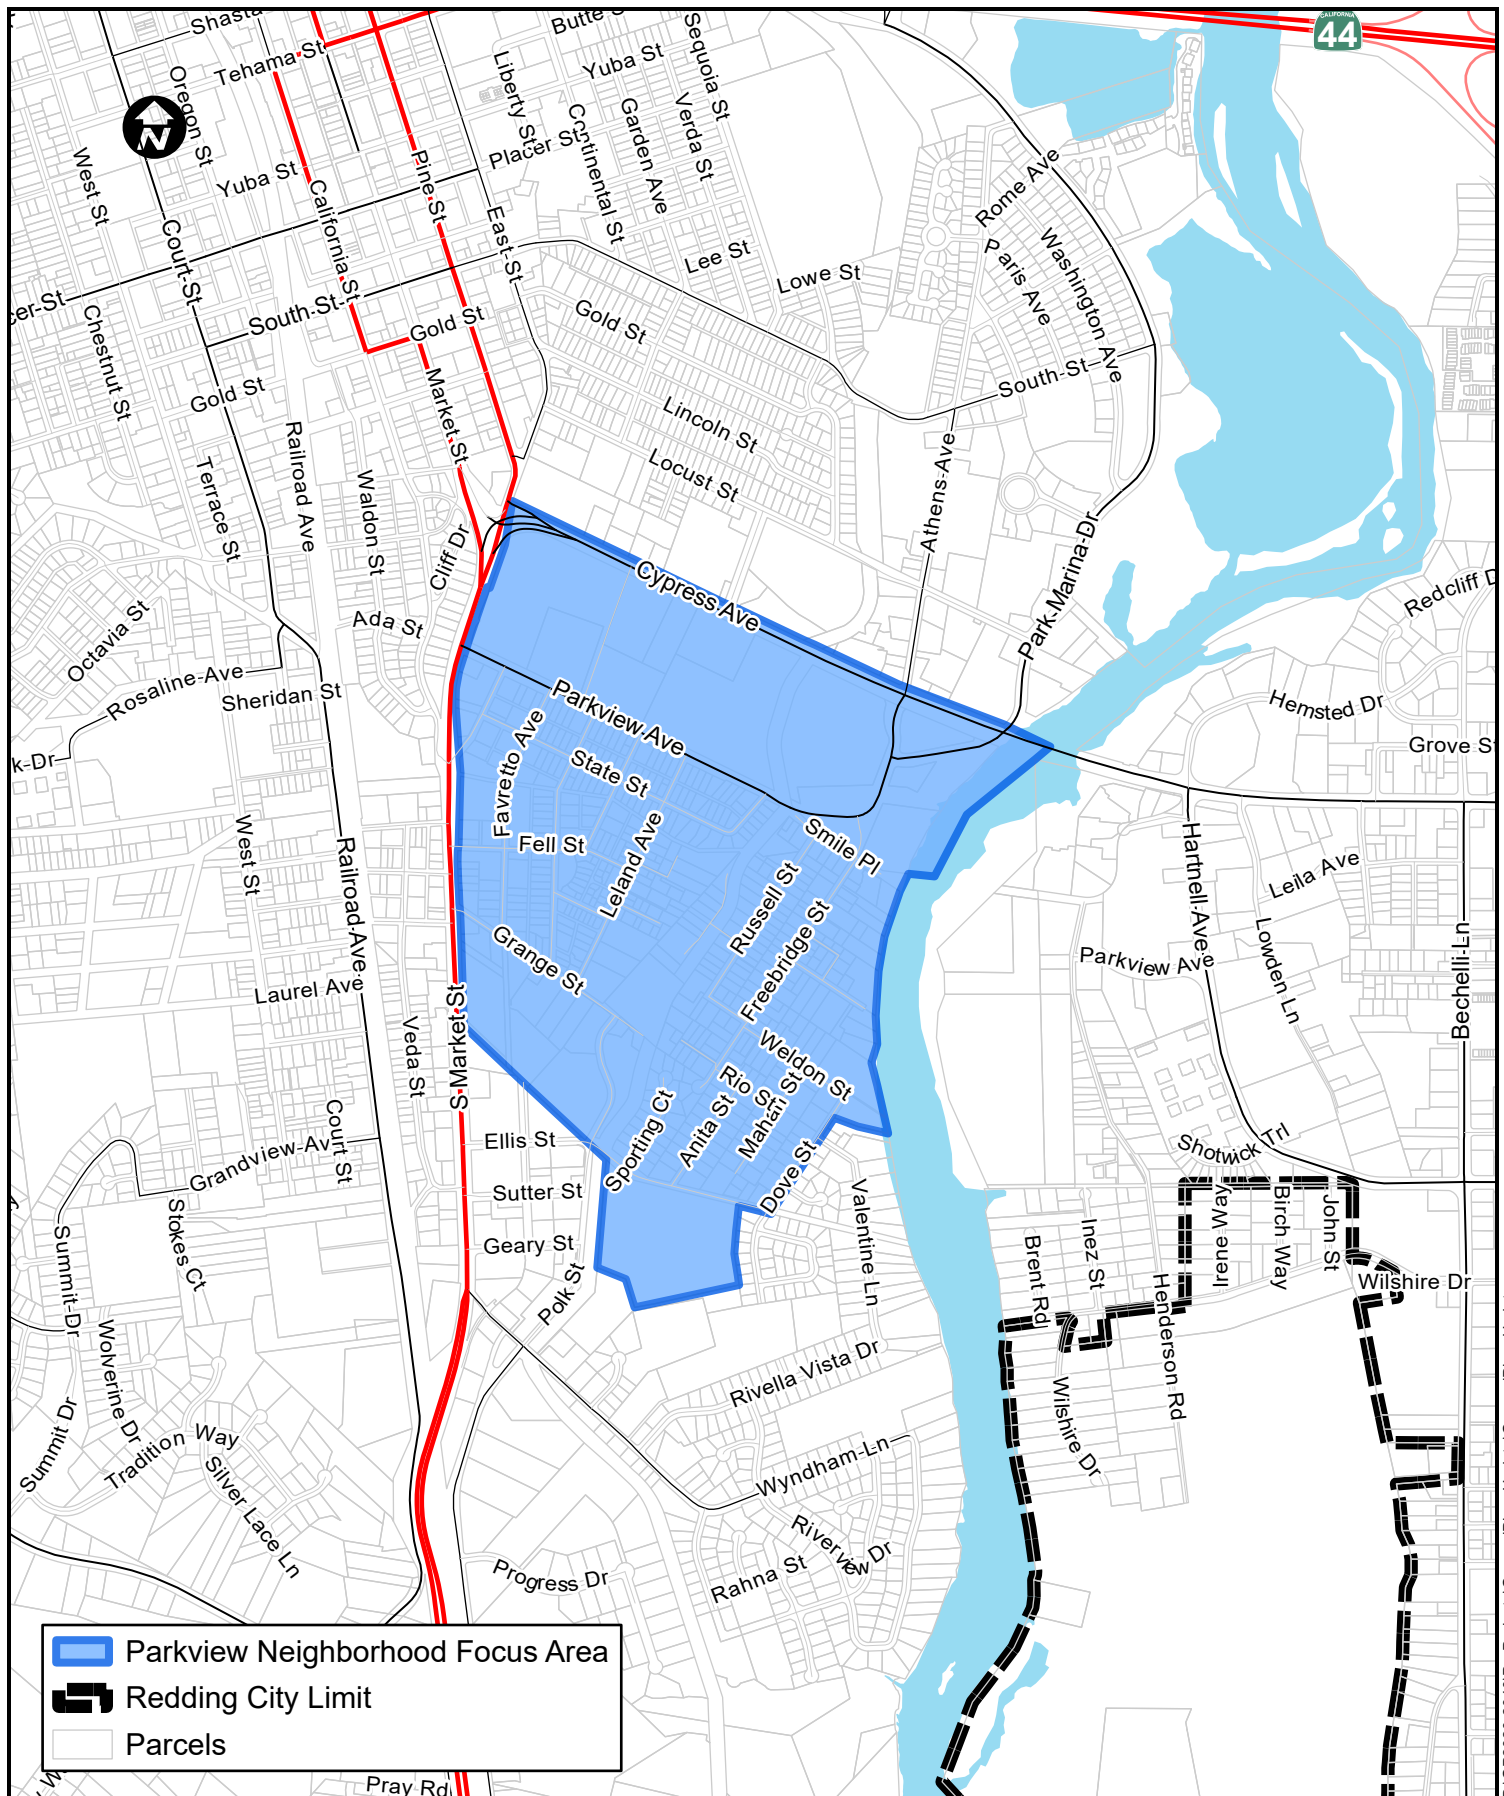 Shasta
Butte S
CALIFORNIA
44
Tehama St
Yuba St
Sequoia St
Oregon St
Liberty St
Continental St
Garden Ave
Verda St
N
Placer St
West St
Yuba St
Pine St
Rome Ave
California St
Court St
East St
Lee St
Lowe St
Paris Ave
Washington Ave
cer St
South St
Gold St
Gold St
Chestnut St
Gold St
Market St
South St
Lincoln St
Railroad Ave
Locust St
Athens Ave
Terrace St
Waldon St
Cliff Dr
Park Marina Dr
Cypress Ave
Redcliff D
Octavia St
Ada St
Rosaline Ave
Sheridan St
Parkview Ave
Hemsted Dr
k Dr
Favretto Ave
State St
Grove St
West St
Railroad Ave
Fell St
Leland Ave
Smile Pl
Hartnell Ave
Leila Ave
Russell St
Freebridge St
Grange St
Parkview Ave
Lowden Ln
Bechelli Ln
Laurel Ave
Veda St
S Market St
Weldon St
Rio St
Court St
Ellis St
Sporting Ct
Anita St
Mahan St
Shotwick Trl
Grandview Av
Sutter St
Dove St
Valentine Ln
Stokes Ct
Summit Dr
Geary St
Polk St
Brent Rd
Inez St
Henderson Rd
Irene Way
Birch Way
John St
Wilshire Dr
Wolverine Dr
Rivella Vista Dr
Wilshire Dr
Summit Dr
Tradition Way
Silver Lace Ln
Wyndham Ln
Riverview Dr
Progress Dr
Rahna St
Parkview Neighborhood Focus Area
Redding City Limit
Parcels
Pray Rd